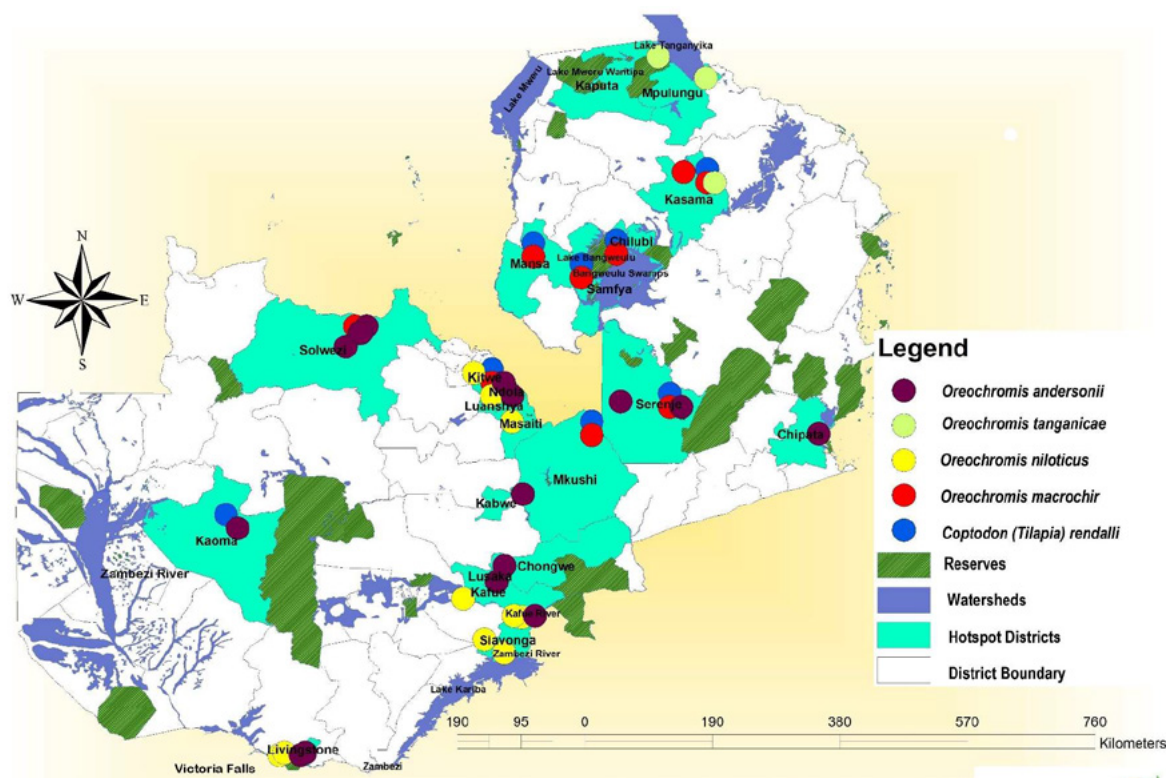 Lake Tanganyika
Lake Mweru Wantipa
Kaputa
Mpulungu
Lake Mweru
Kasama
Chilubi
Mansa
Lake Bangweulu
Bangweulu Swamps
Samfya
N
W E
S
Solwezi
Kitwe
Ndola
Luanshya
Masaiti
Serenje
Chipata
Mkushi
Kabwe
Kaoma
Zambezi River
Chongwe
Lusaka
Kafue
Kafue River
Siavonga
Zambezi River
Lake Kariba
Livingstone
Victoria Falls
Zambezi
Legend
Oreochromis andersonii
Oreochromis tanganicae
Oreochromis niloticus
Oreochromis macrochir
Coptodon (Tilapia) rendalli
Reserves
Watersheds
Hotspot Districts
District Boundary
190 95 0 190 380 570 760
Kilometers